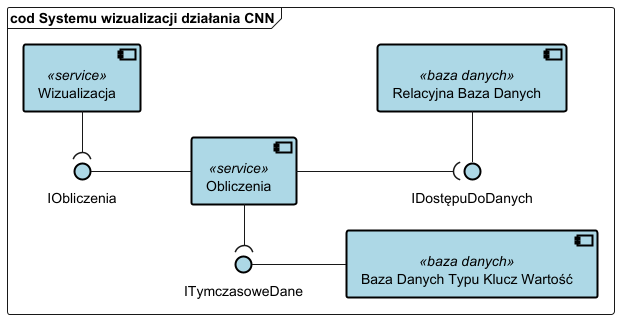 cod Systemu wizualizacji działania CNN
«service»
Wizualizacja
«baza danych»
Relacyjna Baza Danych
«service»
Obliczenia
IObliczenia
IDostępuDoDanych
«baza danych»
Baza Danych Typu Klucz Wartość
ITymczasoweDane